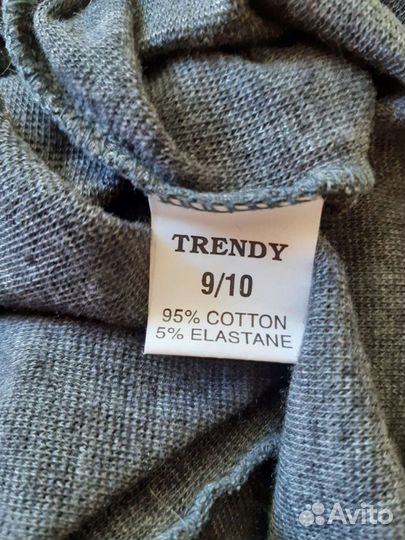 TRENDY
9/10
95% COTTON
5% ELASTANE
Avito